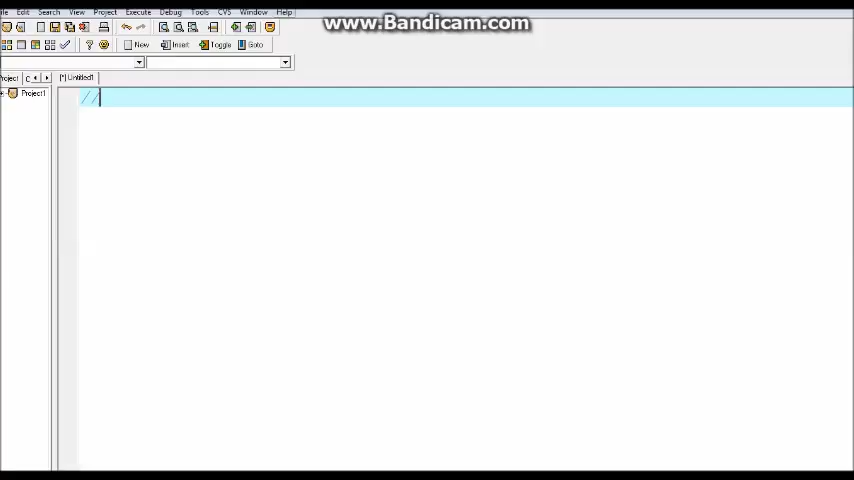 www.Bandicam.com
File Edit Search View Project Execute Debug Tools CVS Window Help
New Insert Toggle Goto
Project C [*] Untitled1
Project1
//